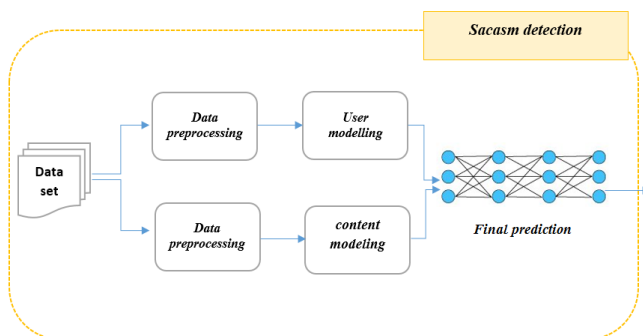 Sacasm detection
Data
preprocessing
User
modelling
Data
set
Data
preprocessing
content
modeling
Final prediction